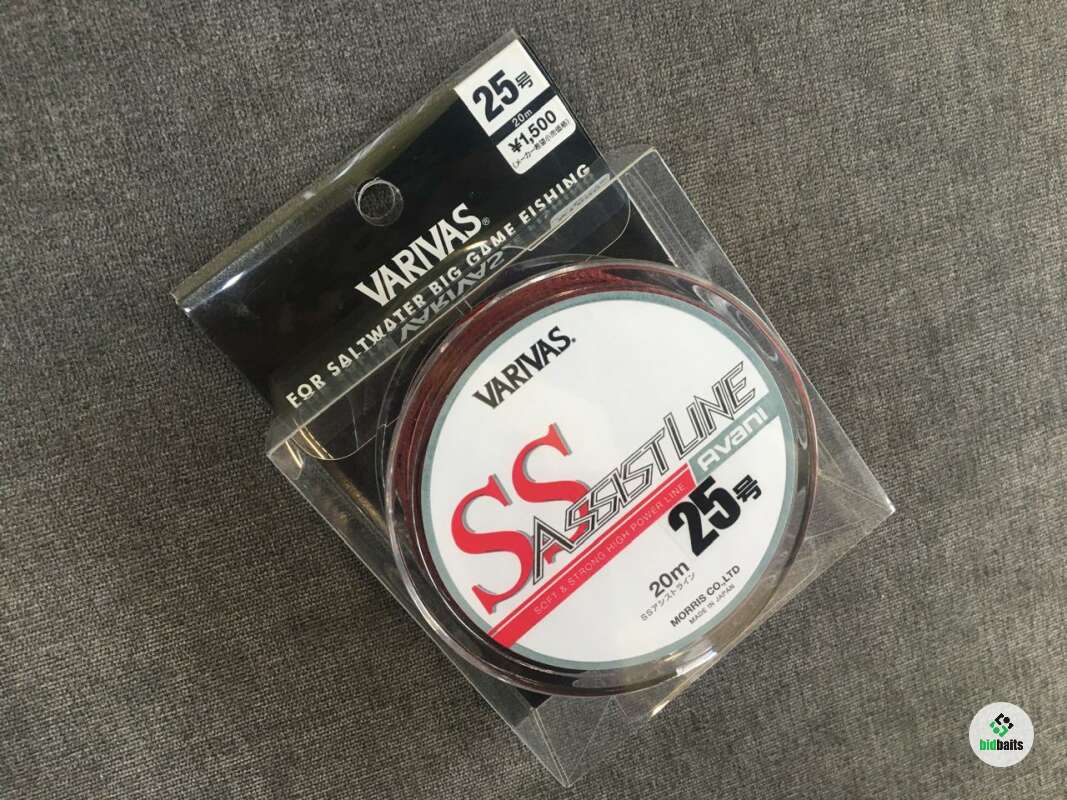 25号
20m
¥1,500
(メーカー希望小売価格)
VARIVAS®
FOR SALTWATER BIG GAME FISHING
VARIVAS®
SS ASSIST LINE
Avani
SOFT & STRONG HIGH POWER LINE
25号
20m
SSアシストライン
MORRIS CO.,LTD
MADE IN JAPAN
bidbaits